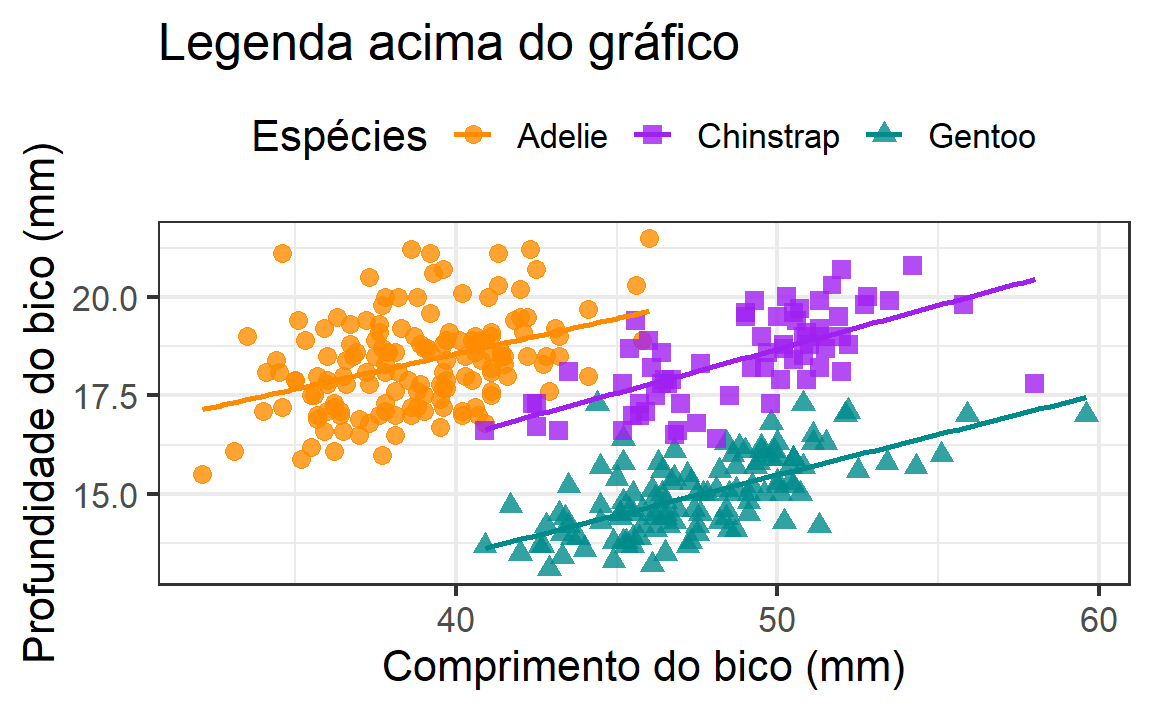 Legenda acima do gráfico
Espécies Adelie Chinstrap Gentoo
Profundidade do bico (mm)
20.0
17.5
15.0
40 50 60
Comprimento do bico (mm)